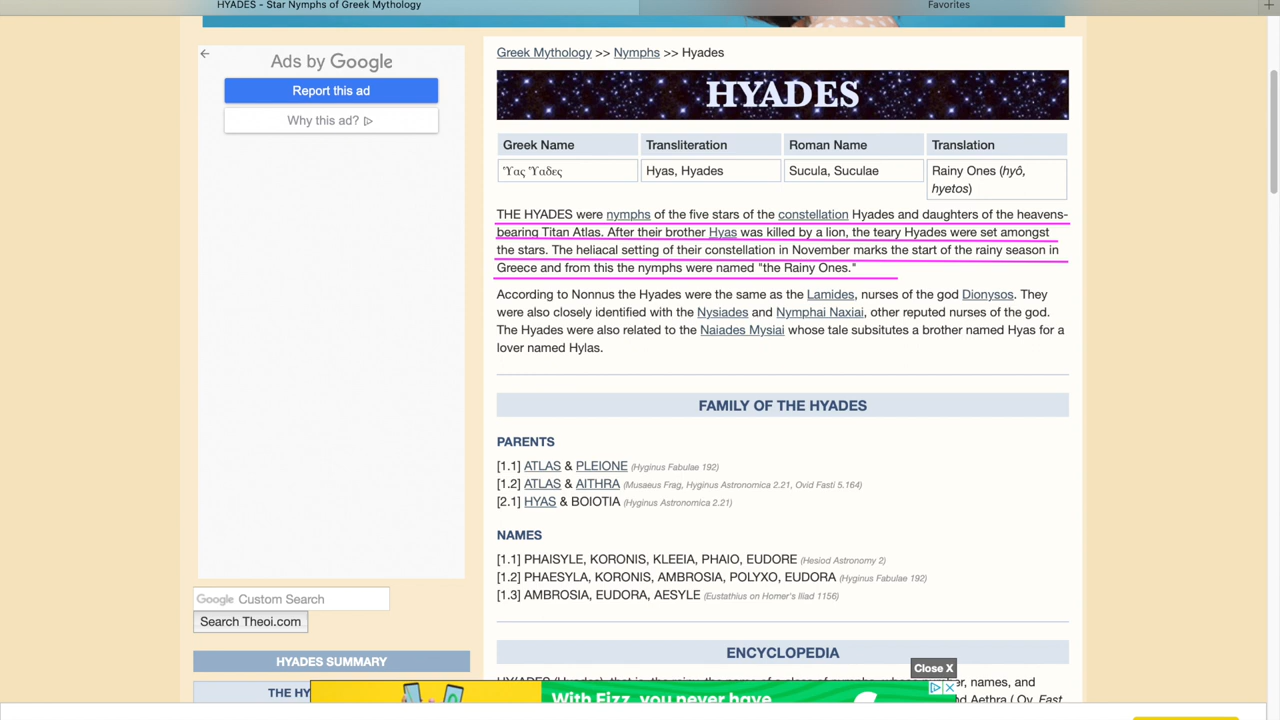 HYADES - Star Nymphs of Greek Mythology
Favorites
Ads by Google
Report this ad
Why this ad?
Greek Mythology >> Nymphs >> Hyades
HYADES
Greek Name Transliteration Roman Name Translation
Ὑας Ὑαδες Hyas, Hyades Sucula, Suculae Rainy Ones (hyô,
hyetos)
THE HYADES were nymphs of the five stars of the constellation Hyades and daughters of the heavens-
bearing Titan Atlas. After their brother Hyas was killed by a lion, the teary Hyades were set amongst
the stars. The heliacal setting of their constellation in November marks the start of the rainy season in
Greece and from this the nymphs were named "the Rainy Ones."
According to Nonnus the Hyades were the same as the Lamides, nurses of the god Dionysos. They
were also closely identified with the Nysiades and Nymphai Naxiai, other reputed nurses of the god.
The Hyades were also related to the Naiades Mysiai whose tale subsitutes a brother named Hyas for a
lover named Hylas.
FAMILY OF THE HYADES
PARENTS
[1.1] ATLAS & PLEIONE (Hyginus Fabulae 192)
[1.2] ATLAS & AITHRA (Musaeus Frag, Hyginus Astronomica 2.21, Ovid Fasti 5.164)
[2.1] HYAS & BOIOTIA (Hyginus Astronomica 2.21)
NAMES
[1.1] PHAISYLE, KORONIS, KLEEIA, PHAIO, EUDORE (Hesiod Astronomy 2)
[1.2] PHAESYLA, KORONIS, AMBROSIA, POLYXO, EUDORA (Hyginus Fabulae 192)
[1.3] AMBROSIA, EUDORA, AESYLE (Eustathius on Homer's Iliad 1156)
Google Custom Search
Search Theoi.com
HYADES SUMMARY
THE HY
ENCYCLOPEDIA
Close X
names, and
and Aethra (Ov. Fast
With Fizz, you never have